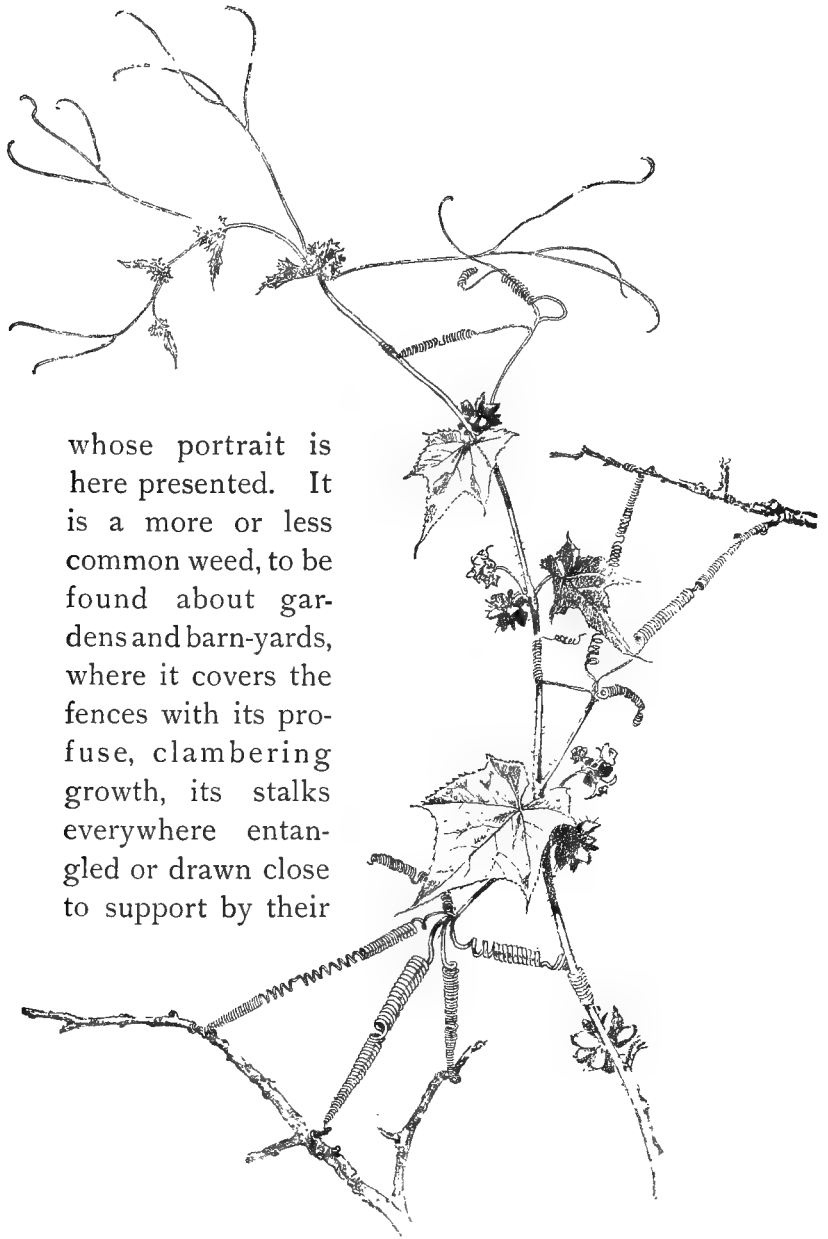 whose portrait is
here presented. It
is a more or less
common weed, to be
found about gar-
dens and barn-yards,
where it covers the
fences with its pro-
fuse, clambering
growth, its stalks
everywhere entan-
gled or drawn close
to support by their